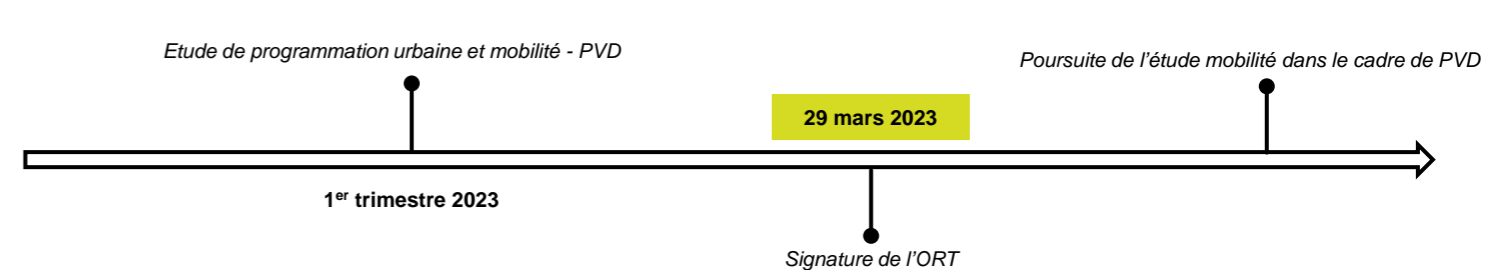 Etude de programmation urbaine et mobilité - PVD
Poursuite de l’étude mobilité dans le cadre de PVD
29 mars 2023
1er trimestre 2023
Signature de l’ORT